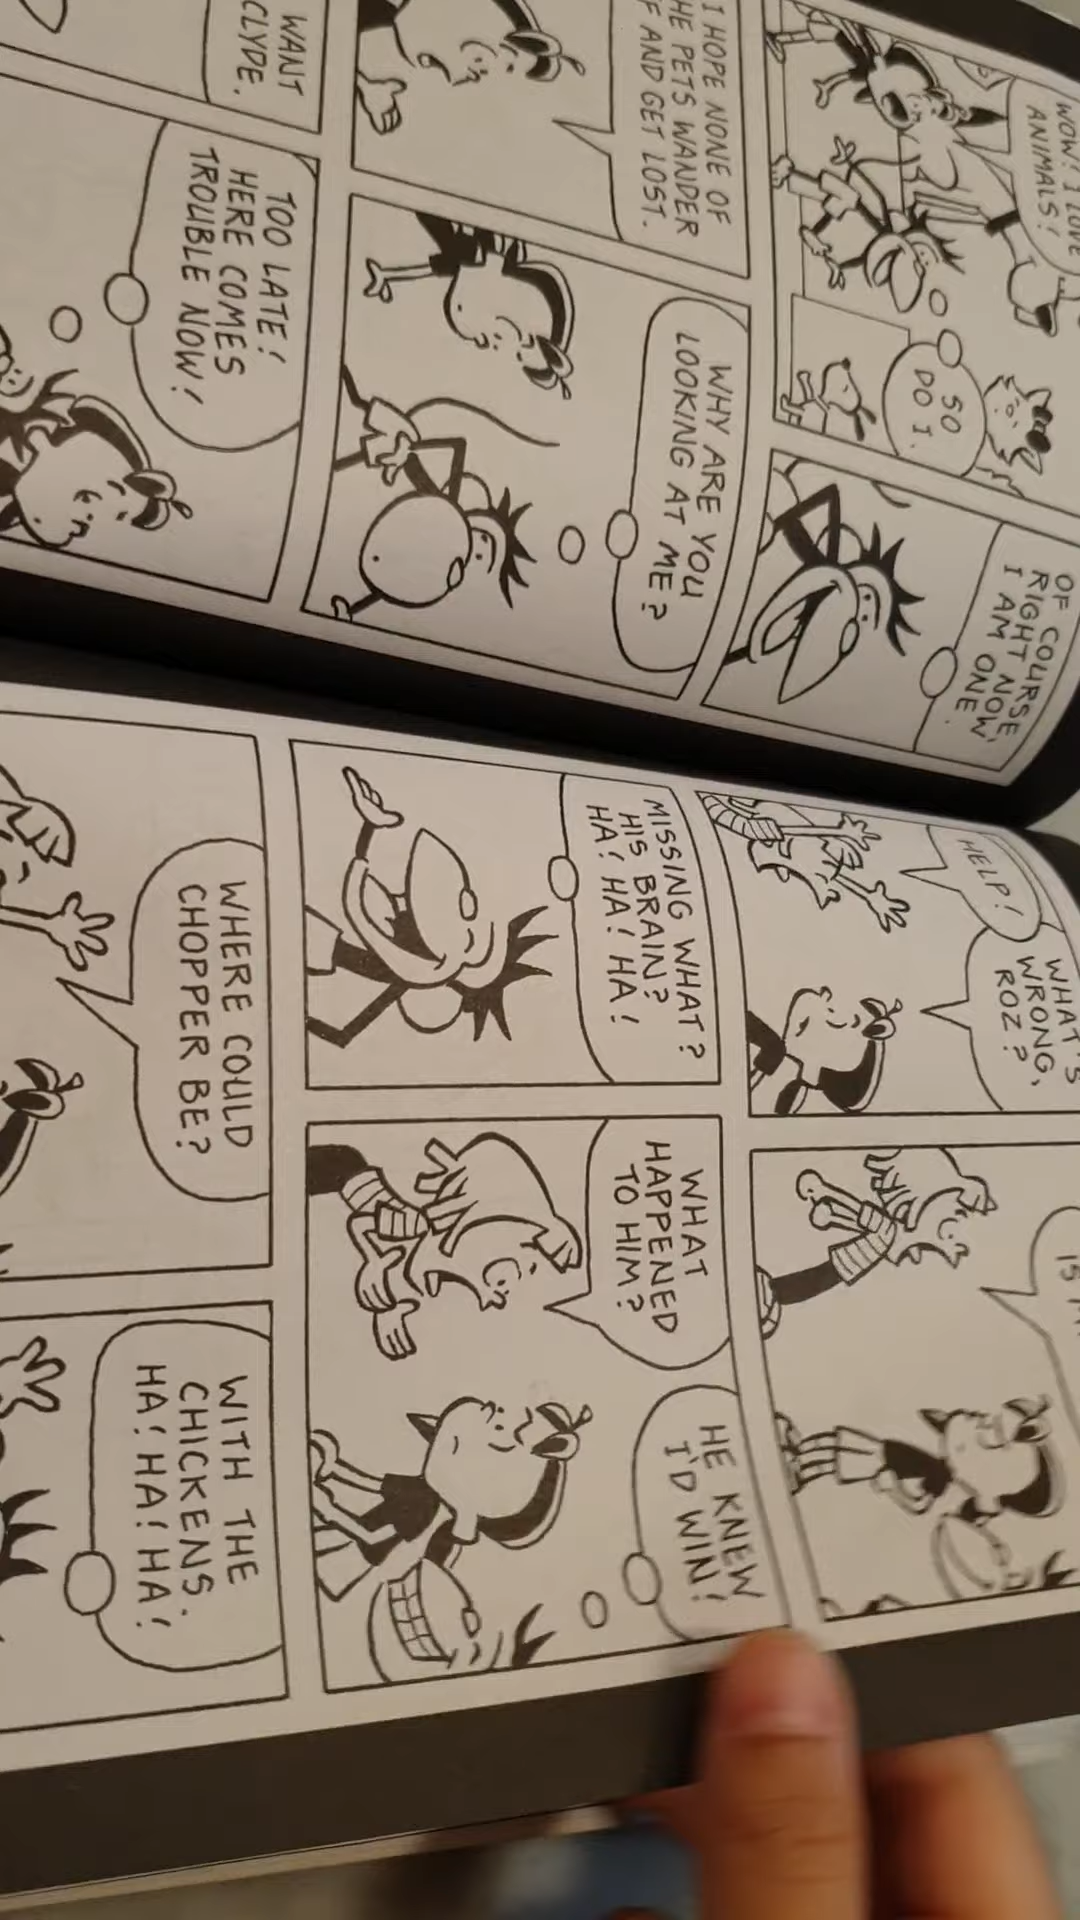 WOW! I LOVE
ANIMALS!
SO
DO I.
OF COURSE,
RIGHT NOW,
I AM ONE.
I HOPE NONE OF
PETS WANDER
AND GET LOST.
WHY ARE YOU
LOOKING AT ME?
WANT
CLYDE.
TOO LATE!
HERE COMES
TROUBLE NOW!
HELP!
WHAT'S
WRONG,
ROZ?
IS
MISSING WHAT?
HIS BRAIN?
HA! HA! HA!
WHAT
HAPPENED
TO HIM?
HE KNEW
I'D WIN!
WHERE COULD
CHOPPER BE?
WITH THE
CHICKENS.
HA! HA! HA!